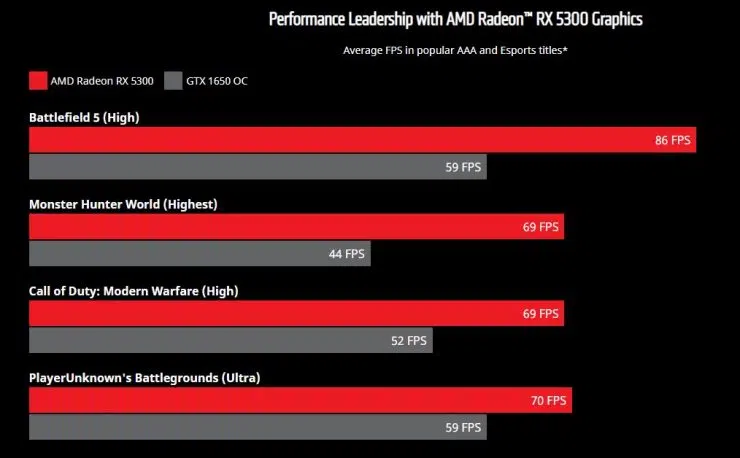 Performance Leadership with AMD Radeon™ RX 5300 Graphics
Average FPS in popular AAA and Esports titles*
AMD Radeon RX 5300 GTX 1650 OC
Battlefield 5 (High)
86 FPS
59 FPS
Monster Hunter World (Highest)
69 FPS
44 FPS
Call of Duty: Modern Warfare (High)
69 FPS
52 FPS
PlayerUnknown's Battlegrounds (Ultra)
70 FPS
59 FPS